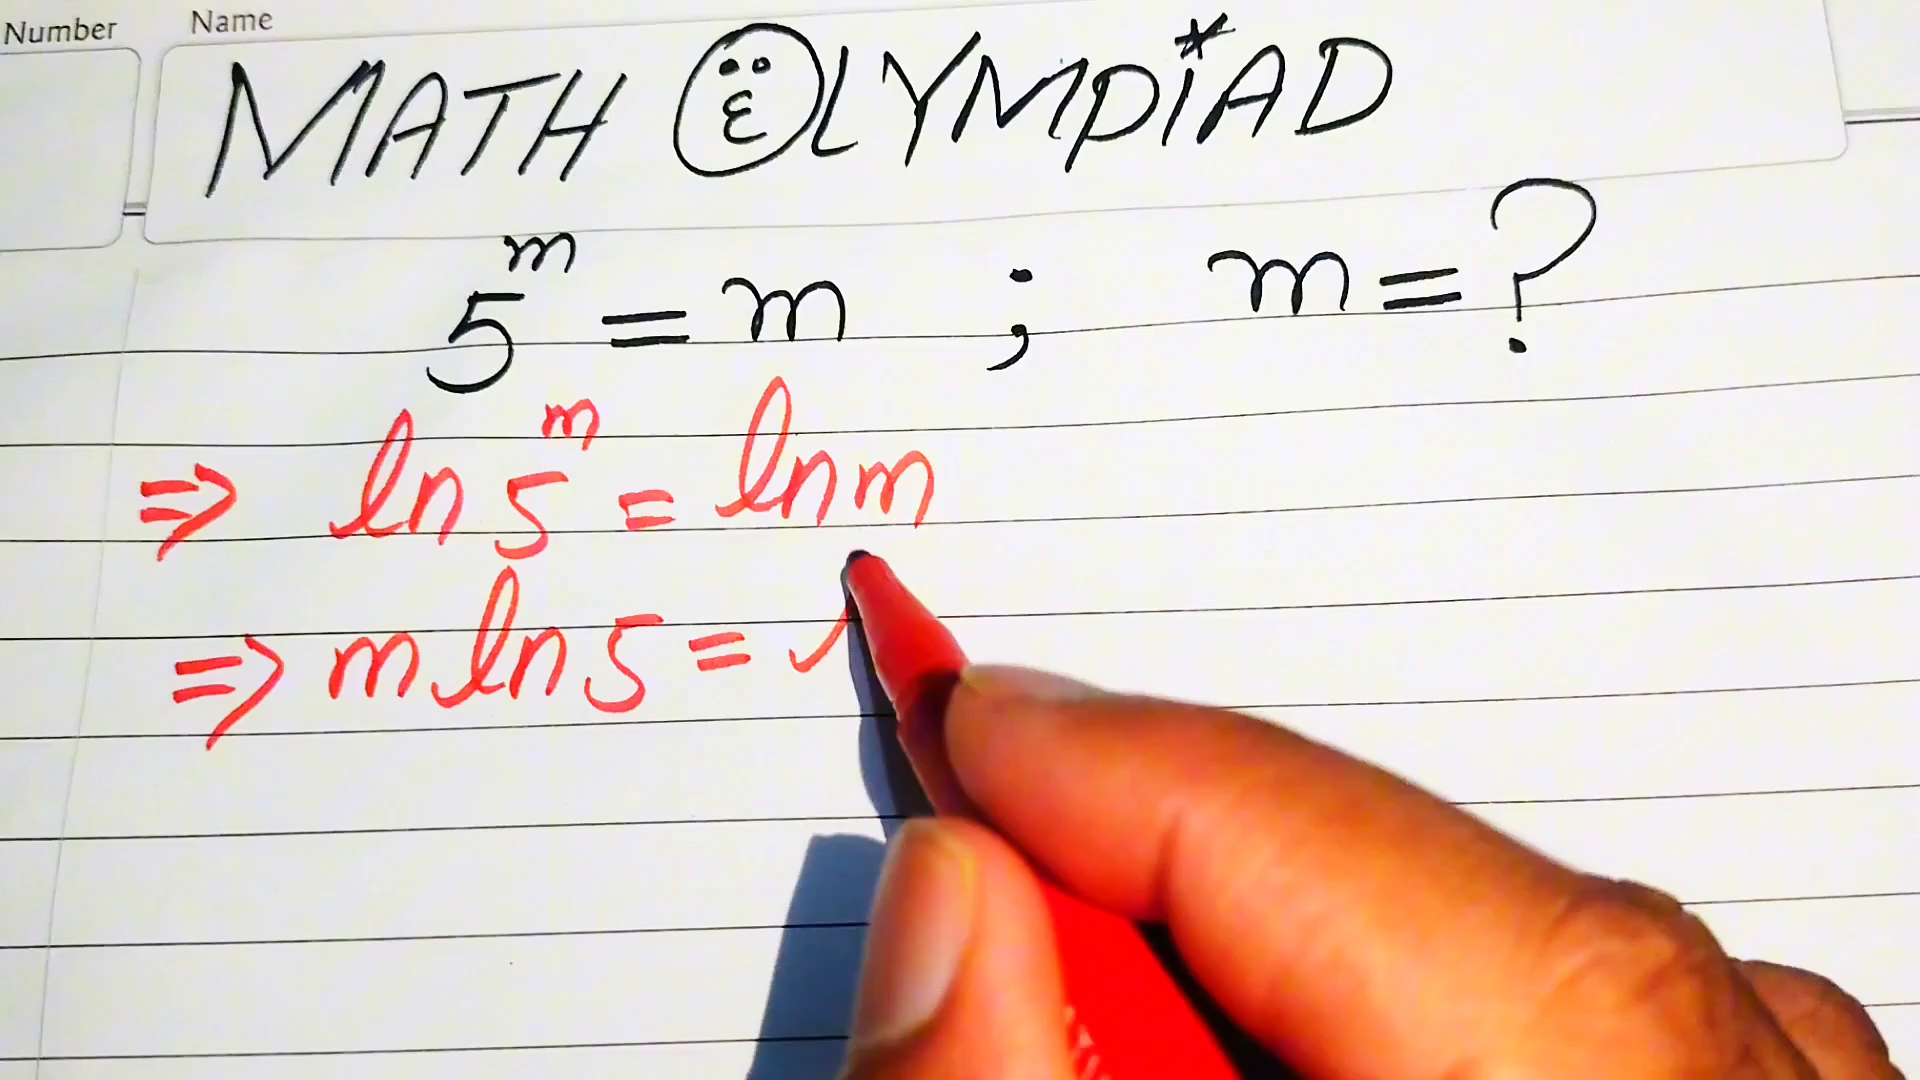 Number Name
MATH OLYMPiAD
5^m = m ; m = ?
⇒ ln 5^m = ln m
⇒ m ln 5 =